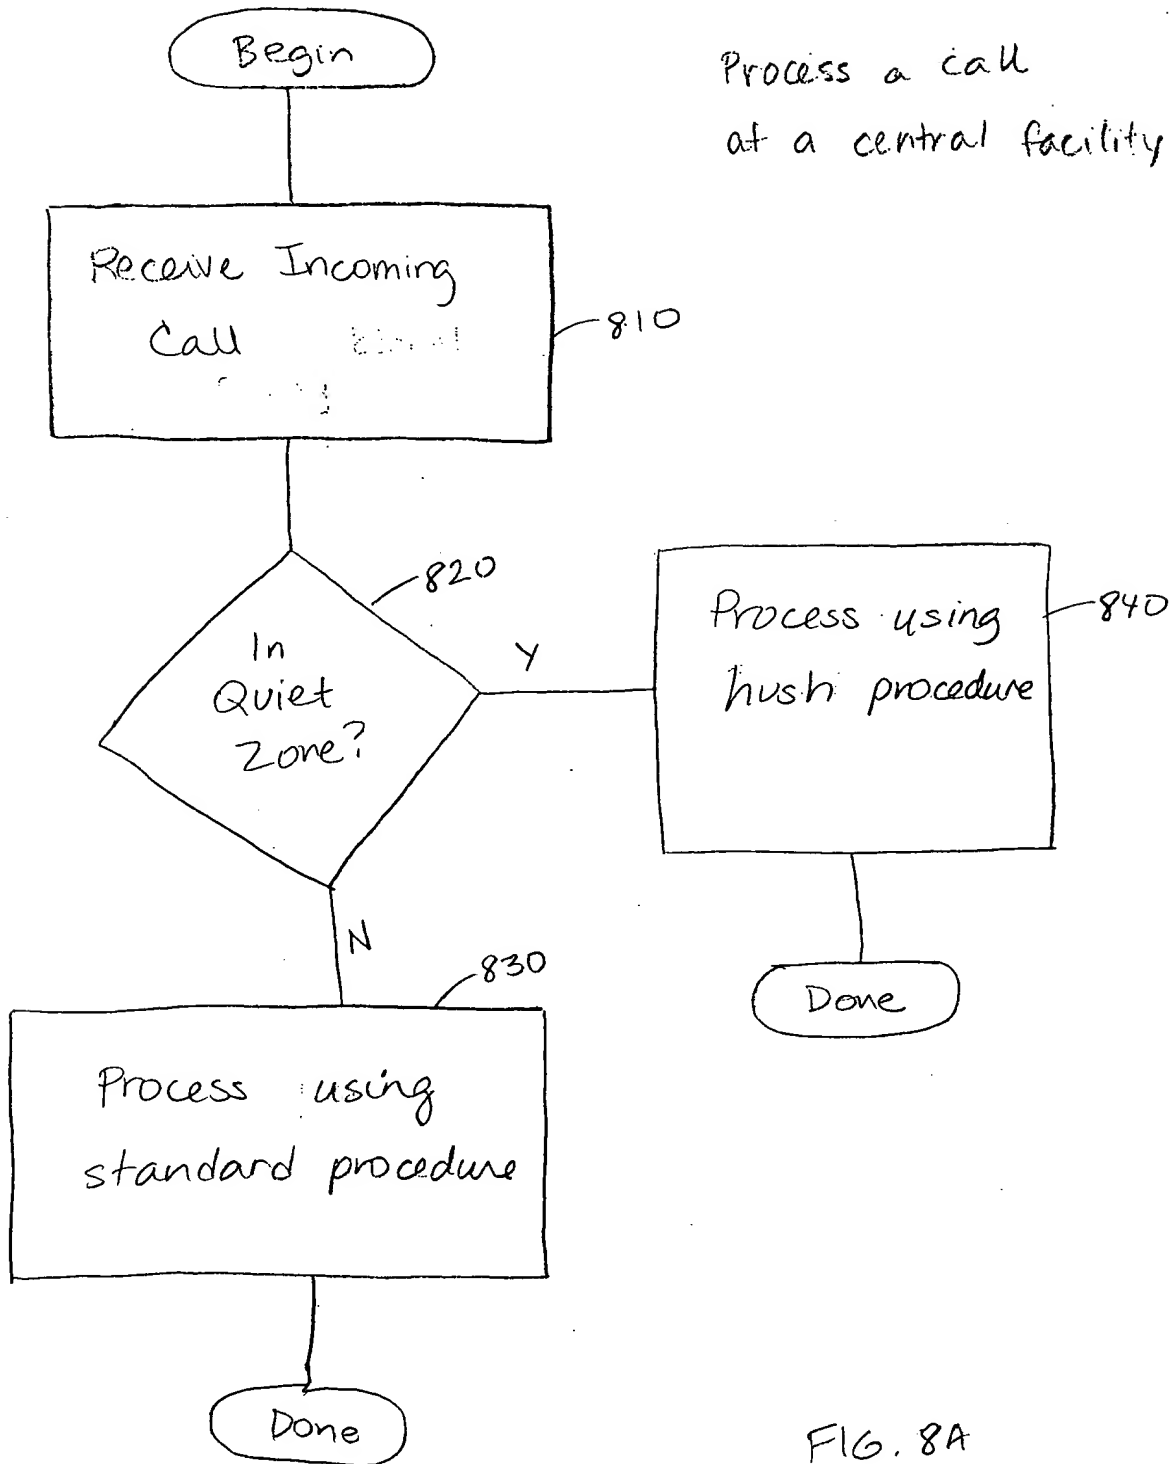 Begin
Process a call
at a central facility
Receive Incoming
Call
810
820
In
Quiet
Zone?
Y
Process using
hush procedure
840
N
830
Done
Process using
standard procedure
Done
FIG. 8A